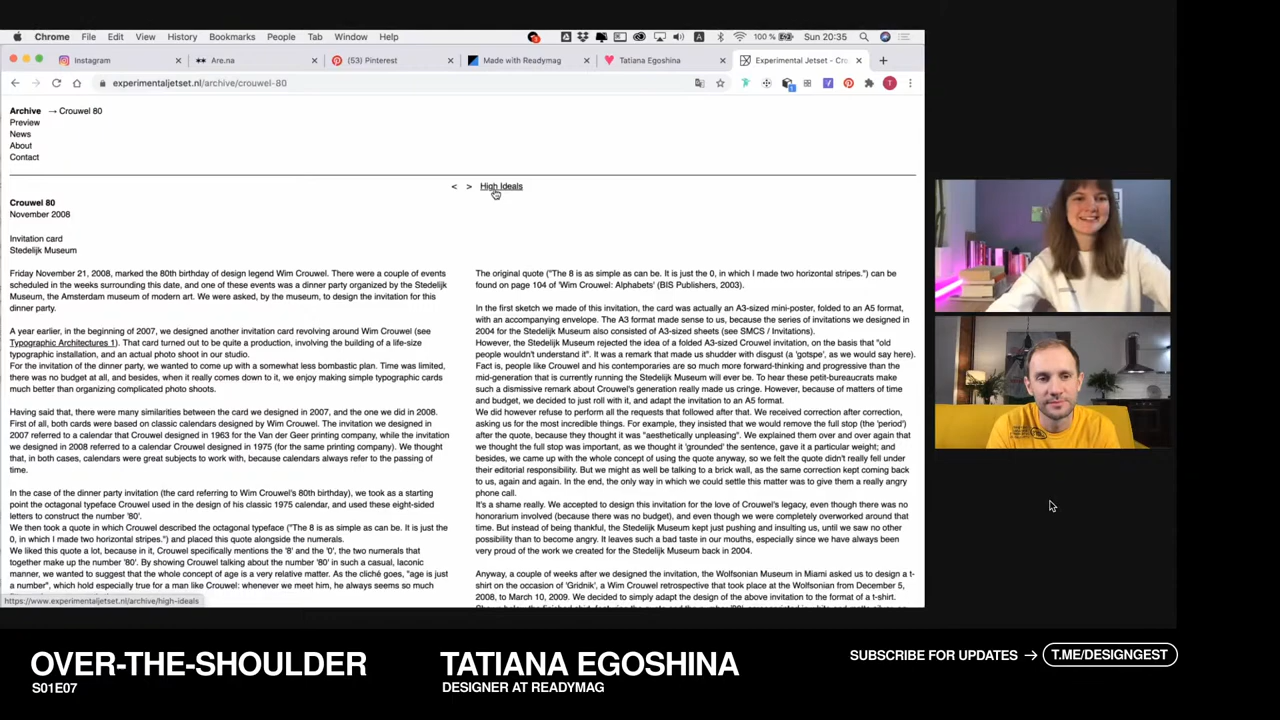 Chrome File Edit View History Bookmarks People Tab Window Help 100 % Sun 20:35
Instagram Are.na (53) Pinterest Made with Readymag Tatiana Egoshina Experimental Jetset - Cro
experimentaljetset.nl/archive/crouwel-80
Archive → Crouwel 80
Preview
News
About
Contact
< > High Ideals
Crouwel 80
November 2008
Invitation card
Stedelijk Museum
Friday November 21, 2008, marked the 80th birthday of design legend Wim Crouwel. There were a couple of events
scheduled in the weeks surrounding this date, and one of these events was a dinner party organized by the Stedelijk
Museum, the Amsterdam museum of modern art. We were asked, by the museum, to design the invitation for this
dinner party.
A year earlier, in the beginning of 2007, we designed another invitation card revolving around Wim Crouwel (see
Typographic Architectures 1). That card turned out to be quite a production, involving the building of a life-size
typographic installation, and an actual photo shoot in our studio.
For the invitation of the dinner party, we wanted to come up with a somewhat less bombastic plan. Time was limited,
there was no budget at all, and besides, when it really comes down to it, we enjoy making simple typographic cards
much better than organizing complicated photo shoots.
Having said that, there were many similarities between the card we designed in 2007, and the one we did in 2008.
First of all, both cards were based on classic calendars designed by Wim Crouwel. The invitation we designed in
2007 referred to a calendar that Crouwel designed in 1963 for the Van der Geer printing company, while the invitation
we designed in 2008 referred to a calendar Crouwel designed in 1975 (for the same printing company). We thought
that, in both cases, calendars were great subjects to work with, because calendars always refer to the passing of
time.
In the case of the dinner party invitation (the card referring to Wim Crouwel's 80th birthday), we took as a starting
point the octagonal typeface Crouwel used in the design of his classic 1975 calendar, and used these eight-sided
letters to construct the number '80'.
We then took a quote in which Crouwel described the octagonal typeface ("The 8 is as simple as can be. It is just the
0, in which I made two horizontal stripes.") and placed this quote alongside the numerals.
We liked this quote a lot, because in it, Crouwel specifically mentions the '8' and the '0', the two numerals that
together make up the number '80'. By showing Crouwel talking about the number '80' in such a casual, laconic
manner, we wanted to suggest that the whole concept of age is a very relative matter. As the cliché goes, "age is just
a number", which hold especially true for a man like Crouwel: whenever we meet him, he always seems so much
The original quote ("The 8 is as simple as can be. It is just the 0, in which I made two horizontal stripes.") can be
found on page 104 of 'Wim Crouwel: Alphabets' (BIS Publishers, 2003).
In the first sketch we made of this invitation, the card was actually an A3-sized mini-poster, folded to an A5 format,
with an accompanying envelope. The A3 format made sense to us, because the series of invitations we designed in
2004 for the Stedelijk Museum also consisted of A3-sized sheets (see SMCS / Invitations).
However, the Stedelijk Museum rejected the idea of a folded A3-sized Crouwel invitation, on the basis that "old
people wouldn't understand it". It was a remark that made us shudder with disgust (a 'gotspe', as we would say here).
Fact is, people like Crouwel and his contemporaries are so much more forward-thinking and progressive than the
mid-generation that is currently running the Stedelijk Museum will ever be. To hear these petit-bureaucrats make
such a dismissive remark about Crouwel's generation really made us cringe. However, because of matters of time
and budget, we decided to just roll with it, and adapt the invitation to an A5 format.
We did however refuse to perform all the requests that followed after that. We received correction after correction,
asking us for the most incredible things. For example, they insisted that we would remove the full stop (the 'period')
after the quote, because they thought it was "aesthetically unpleasing". We explained them over and over again that
we thought the full stop was important, as we thought it 'grounded' the sentence, gave it a particular weight; and
besides, we came up with the whole concept of using the quote anyway, so we felt the quote didn't really fell under
their editorial responsibility. But we might as well be talking to a brick wall, as the same correction kept coming back
to us, again and again. In the end, the only way in which we could settle this matter was to give them a really angry
phone call.
It's a shame really. We accepted to design this invitation for the love of Crouwel's legacy, even though there was no
honorarium involved (because there was no budget), and even though we were completely overworked around that
time. But instead of being thankful, the Stedelijk Museum kept just pushing and insulting us, until we saw no other
possibility than to become angry. It leaves such a bad taste in our mouths, especially since we have always been
very proud of the work we created for the Stedelijk Museum back in 2004.
Anyway, a couple of weeks after we designed the invitation, the Wolfsonian Museum in Miami asked us to design a t-
shirt on the occasion of 'Gridnik', a Wim Crouwel retrospective that took place at the Wolfsonian from December 5,
2008, to March 10, 2009. We decided to simply adapt the design of the above invitation to the format of a t-shirt.
https://www.experimentaljetset.nl/archive/high-ideals
OVER-THE-SHOULDER
S01E07
TATIANA EGOSHINA
DESIGNER AT READYMAG
SUBSCRIBE FOR UPDATES → T.ME/DESIGNGEST